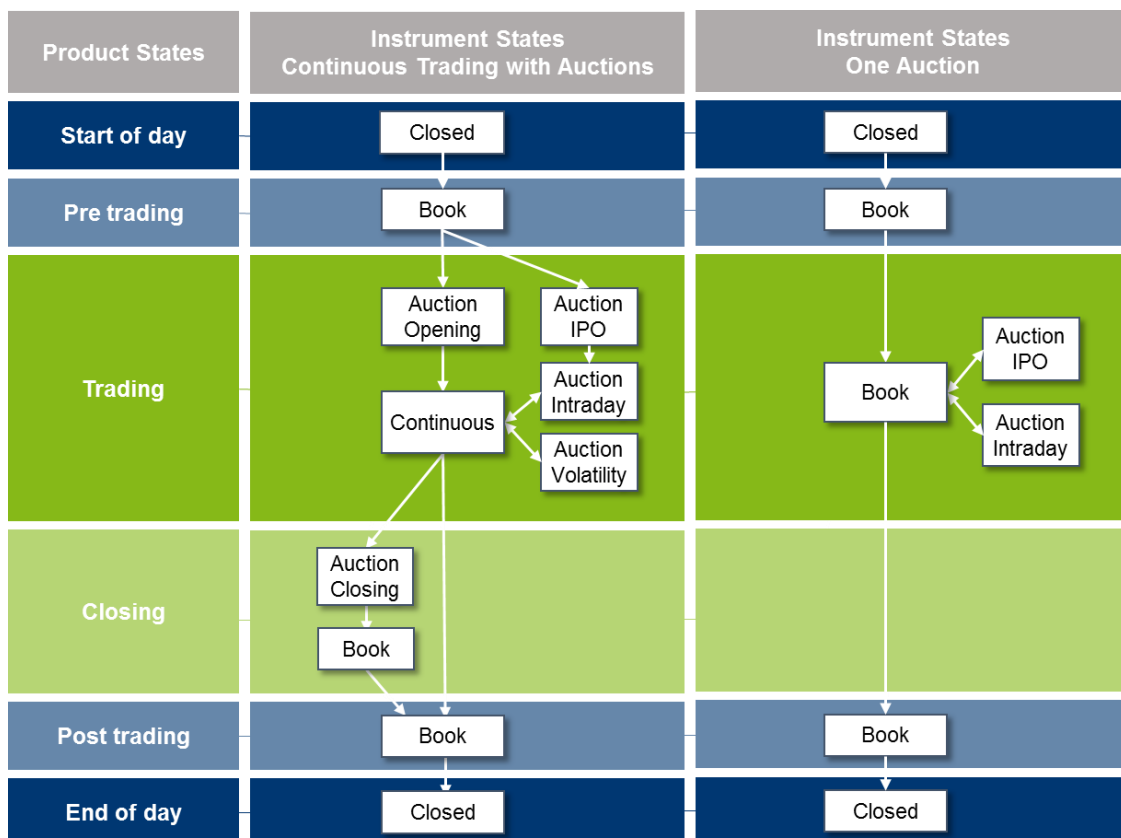 Product States
Instrument States
Continuous Trading with Auctions
Instrument States
One Auction
Start of day
Closed
Closed
Pre trading
Book
Book
Trading
Auction
Opening
Auction
IPO
Continuous
Auction
Intraday
Auction
Volatility
Book
Auction
IPO
Auction
Intraday
Closing
Auction
Closing
Book
Post trading
Book
Book
End of day
Closed
Closed